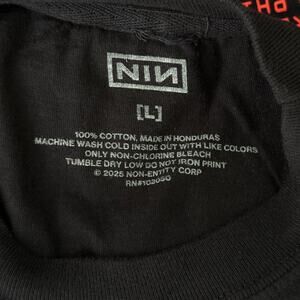 NIN
[L]
100% COTTON, MADE IN HONDURAS
MACHINE WASH COLD INSIDE OUT WITH LIKE COLORS
ONLY NON-CHLORINE BLEACH
TUMBLE DRY LOW DO NOT IRON PRINT
© 2025 NON-ENTITY CORP